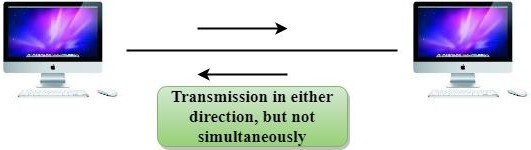 Transmission in either
direction, but not
simultaneously